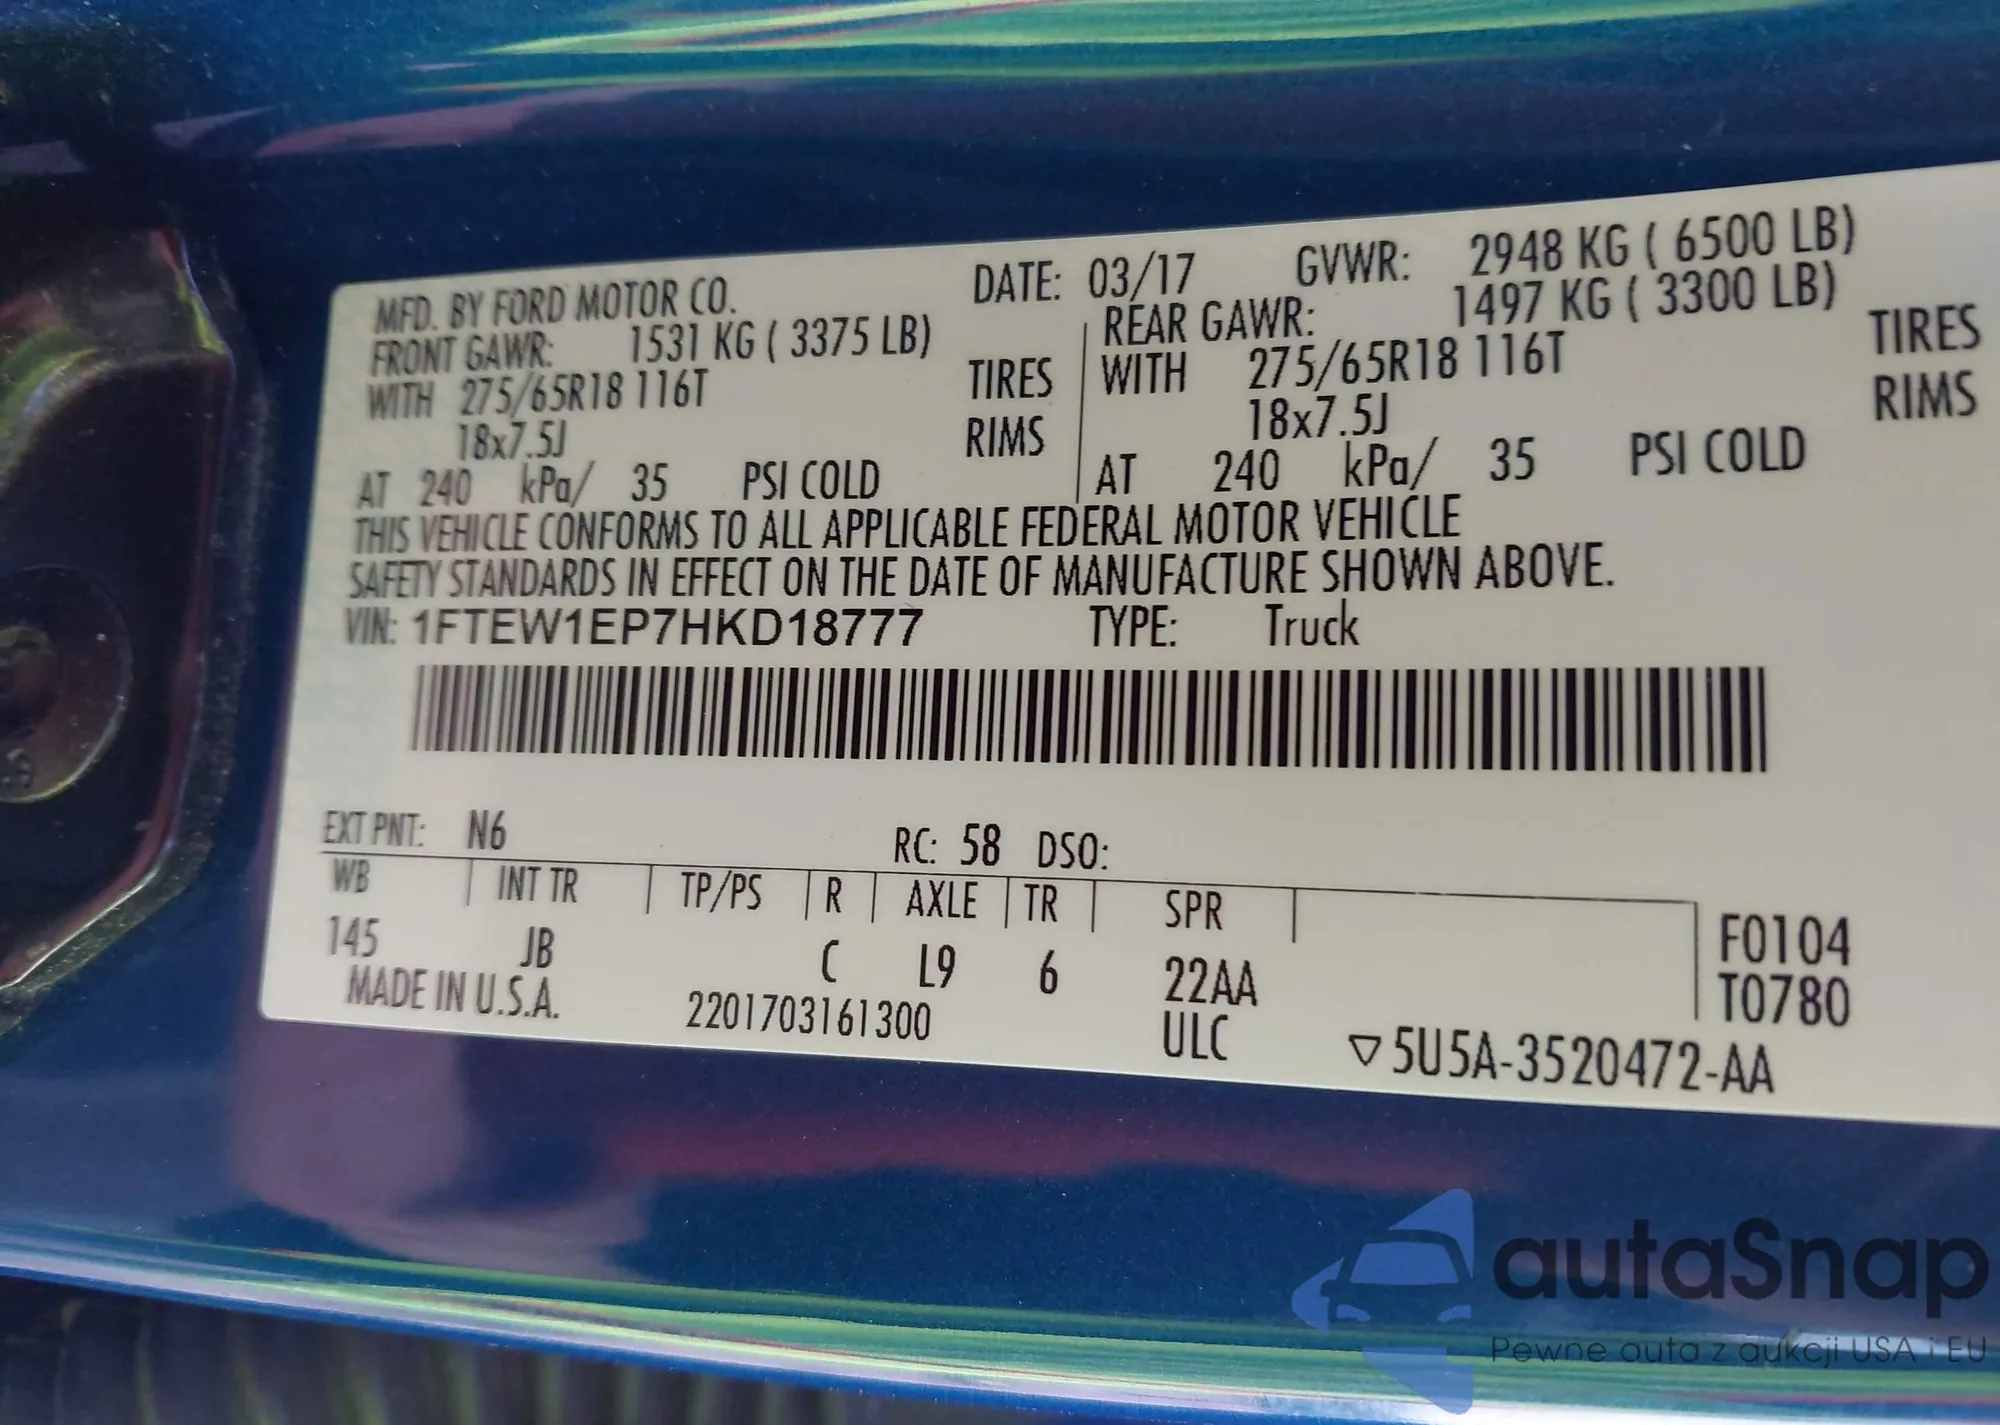 MFD. BY FORD MOTOR CO. DATE: 03/17 GVWR: 2948 KG ( 6500 LB)
FRONT GAWR: 1531 KG ( 3375 LB) REAR GAWR: 1497 KG ( 3300 LB)
WITH 275/65R18 116T TIRES WITH 275/65R18 116T TIRES
18x7.5J RIMS 18x7.5J RIMS
AT 240 kPa/ 35 PSI COLD AT 240 kPa/ 35 PSI COLD
THIS VEHICLE CONFORMS TO ALL APPLICABLE FEDERAL MOTOR VEHICLE
SAFETY STANDARDS IN EFFECT ON THE DATE OF MANUFACTURE SHOWN ABOVE.
VIN: 1FTEW1EP7HKD18777 TYPE: Truck
EXT PNT: N6 RC: 58 DSO:
WB INT TR TP/PS R AXLE TR SPR
145 JB C L9 6 22AA F0104
T0780
MADE IN U.S.A. 2201703161300 ULC ▽5U5A-3520472-AA
autaSnap
Pewne auta z aukcji USA i EU